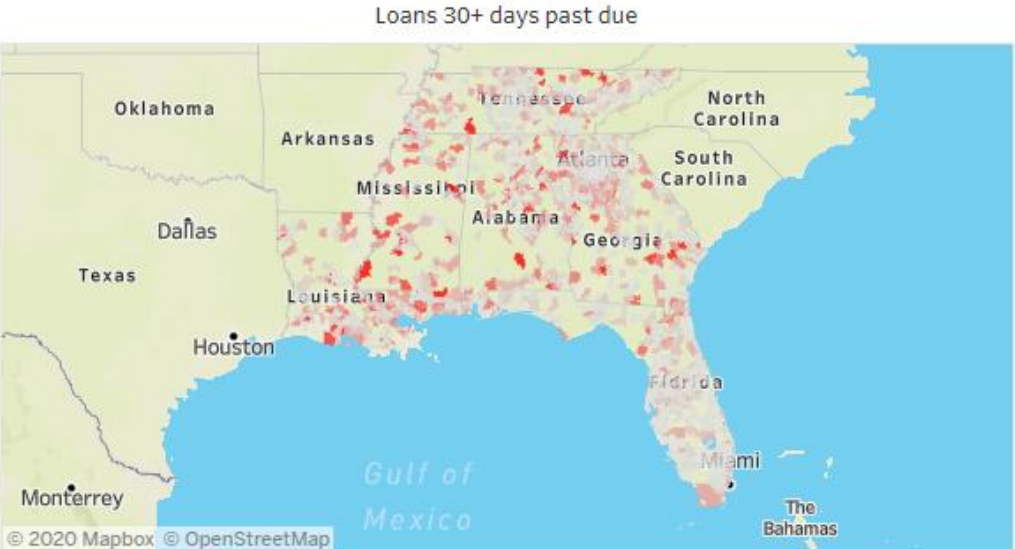 Loans 30+ days past due
Oklahoma
Tennessee
North
Carolina
Arkansas
Atlanta
South
Carolina
Mississippi
Alabama
Dallas
Georgia
Texas
Louisiana
Houston
Florida
Miami
Gulf of
Mexico
Monterrey
The
Bahamas
© 2020 Mapbox © OpenStreetMap